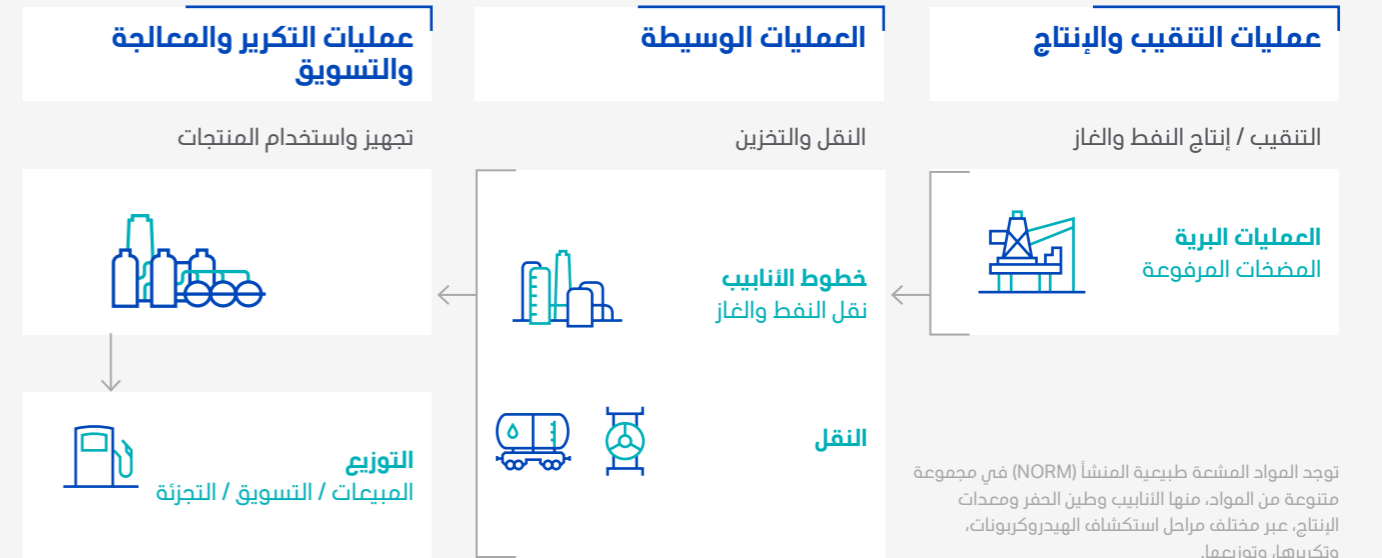 عمليات التنقيب والإنتاج
التنقيب / إنتاج النفط والغاز
العمليات البرية
المضخات المرفوعة
توجد المواد المشعة طبيعية المنشأ (NORM) في مجموعة
متنوعة من المواد، منها الأنابيب وطين الحفر ومعدات
الإنتاج، عبر مختلف مراحل استكشاف الهيدروكربونات،
وتكريرها، وتوزيعها.
العمليات الوسيطة
النقل والتخزين
خطوط الأنابيب
نقل النفط والغاز
النقل
عمليات التكرير والمعالجة
والتسويق
تجهيز واستخدام المنتجات
التوزيع
المبيعات / التسويق / التجزئة